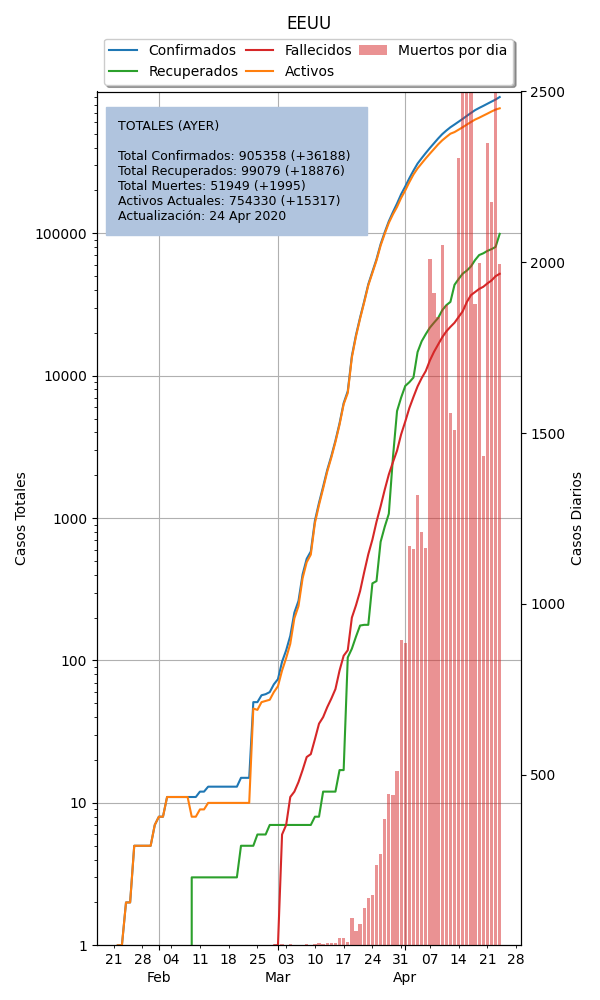 EEUU
Confirmados Fallecidos Muertos por dia
Recuperados Activos
TOTALES (AYER)
Total Confirmados: 905358 (+36188)
Total Recuperados: 99079 (+18876)
Total Muertes: 51949 (+1995)
Activos Actuales: 754330 (+15317)
Actualización: 24 Apr 2020
Casos Totales
100000
10000
1000
100
10
1
2500
2000
1500
1000
500
Casos Diarios
21 28 04 11 18 25 03 10 17 24 31 07 14 21 28
Feb Mar Apr